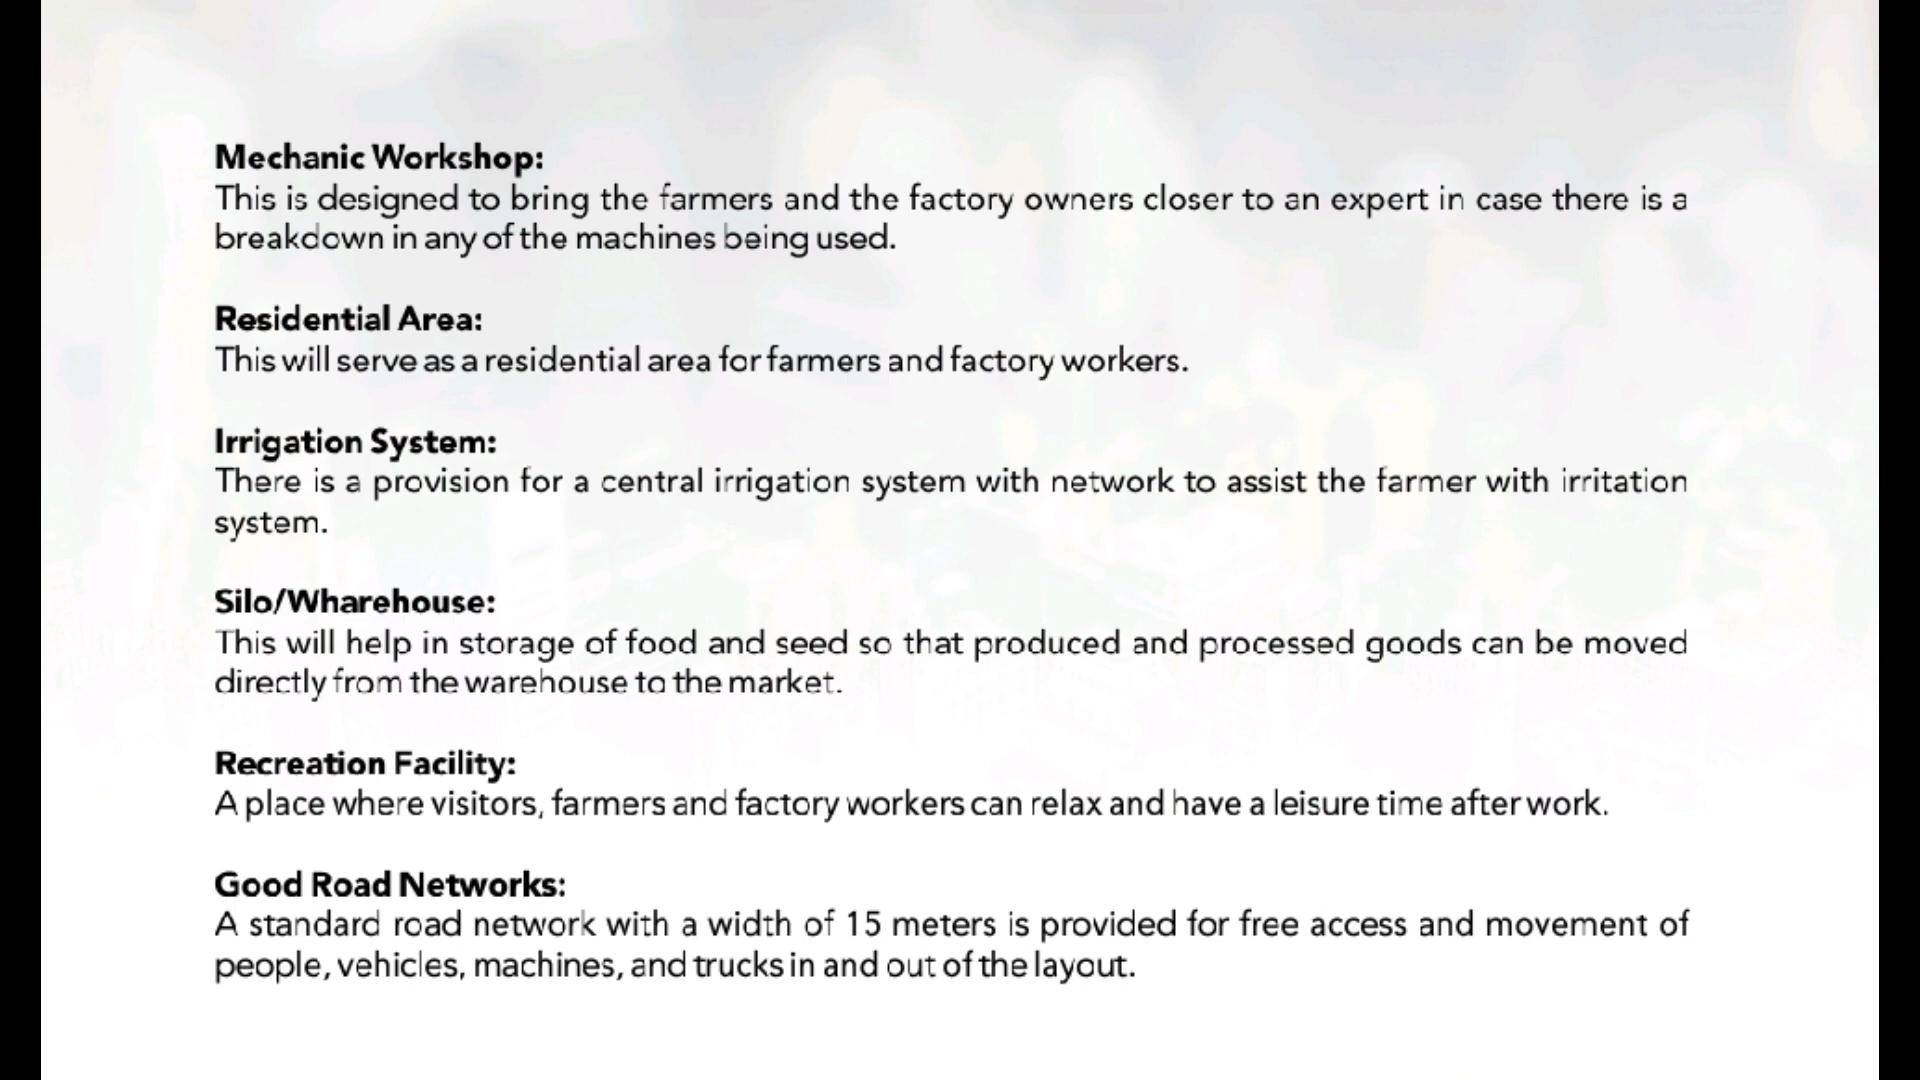 Mechanic Workshop:
This is designed to bring the farmers and the factory owners closer to an expert in case there is a
breakdown in any of the machines being used.
Residential Area:
This will serve as a residential area for farmers and factory workers.
Irrigation System:
There is a provision for a central irrigation system with network to assist the farmer with irritation
system.
Silo/Wharehouse:
This will help in storage of food and seed so that produced and processed goods can be moved
directly from the warehouse to the market.
Recreation Facility:
A place where visitors, farmers and factory workers can relax and have a leisure time after work.
Good Road Networks:
A standard road network with a width of 15 meters is provided for free access and movement of
people, vehicles, machines, and trucks in and out of the layout.